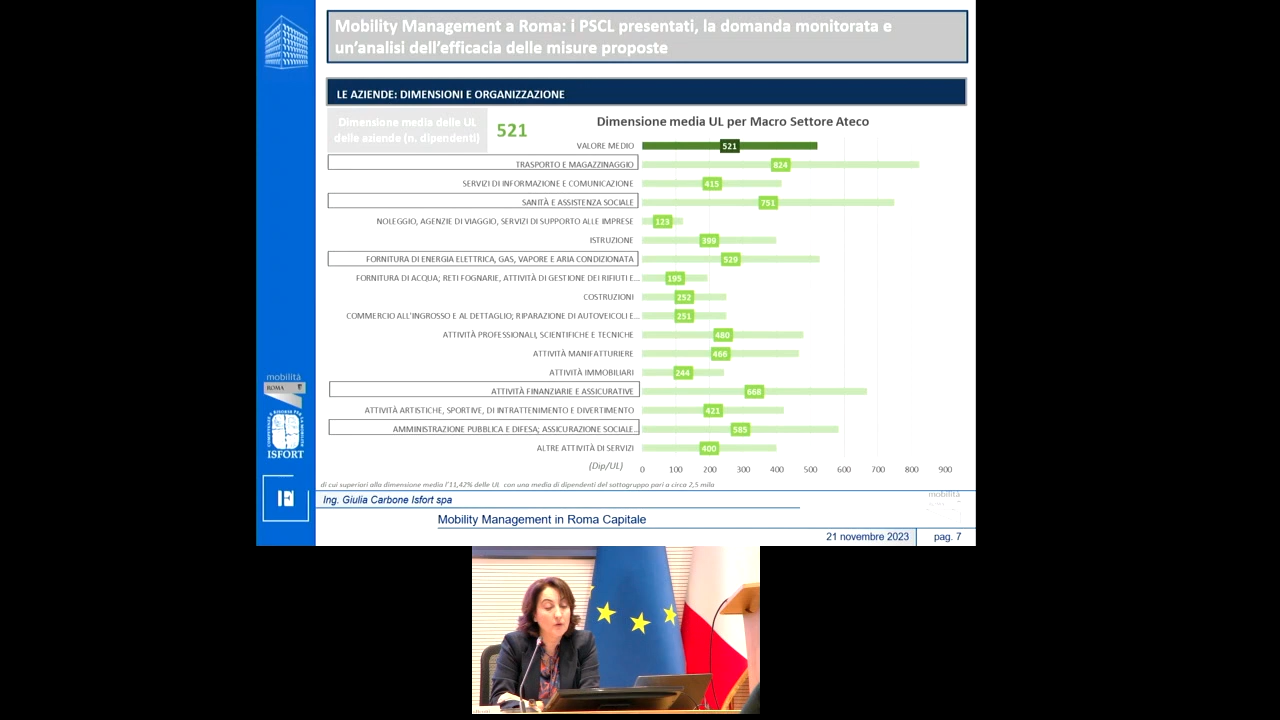 Mobility Management a Roma: i PSCL presentati, la domanda monitorata e
un'analisi dell'efficacia delle misure proposte
LE AZIENDE: DIMENSIONI E ORGANIZZAZIONE
Dimensione media delle UL
delle aziende (n. dipendenti)
521
Dimensione media UL per Macro Settore Ateco
VALORE MEDIO 521
TRASPORTO E MAGAZZINAGGIO 824
SERVIZI DI INFORMAZIONE E COMUNICAZIONE 415
SANITÀ E ASSISTENZA SOCIALE 751
NOLEGGIO, AGENZIE DI VIAGGIO, SERVIZI DI SUPPORTO ALLE IMPRESE 123
ISTRUZIONE 399
FORNITURA DI ENERGIA ELETTRICA, GAS, VAPORE E ARIA CONDIZIONATA 529
FORNITURA DI ACQUA; RETI FOGNARIE, ATTIVITÀ DI GESTIONE DEI RIFIUTI E... 195
COSTRUZIONI 252
COMMERCIO ALL'INGROSSO E AL DETTAGLIO; RIPARAZIONE DI AUTOVEICOLI E... 251
ATTIVITÀ PROFESSIONALI, SCIENTIFICHE E TECNICHE 480
ATTIVITÀ MANIFATTURIERE 466
ATTIVITÀ IMMOBILIARI 244
ATTIVITÀ FINANZIARIE E ASSICURATIVE 668
ATTIVITÀ ARTISTICHE, SPORTIVE, DI INTRATTENIMENTO E DIVERTIMENTO 421
AMMINISTRAZIONE PUBBLICA E DIFESA; ASSICURAZIONE SOCIALE... 585
ALTRE ATTIVITÀ DI SERVIZI 400
(Dip/UL) 0 100 200 300 400 500 600 700 800 900
di cui superiori alla dimensione media l'11,42% delle UL con una media di dipendenti del sottogruppo pari a circa 2,5 mila
mobilità
ROMA
ISFORT
Ing. Giulia Carbone Isfort spa
mobilità
Mobility Management in Roma Capitale
21 novembre 2023
pag. 7